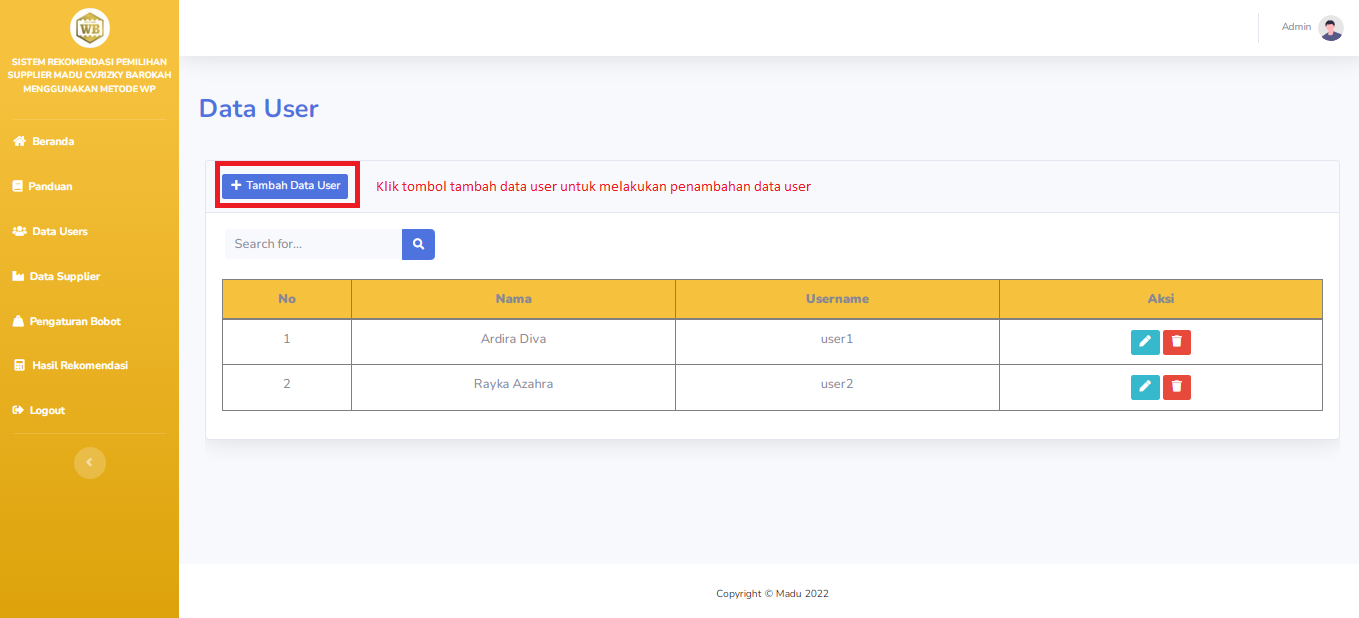 WB
SISTEM REKOMENDASI PEMILIHAN
SUPPLIER MADU CV.RIZKY BAROKAH
MENGGUNAKAN METODE WP
Beranda
Panduan
Data Users
Data Supplier
Pengaturan Bobot
Hasil Rekomendasi
Logout
Admin
Data User
Tambah Data User
Klik tombol tambah data user untuk melakukan penambahan data user
Search for...
No Nama Username Aksi
1 Ardira Diva user1
2 Rayka Azahra user2
Copyright © Madu 2022